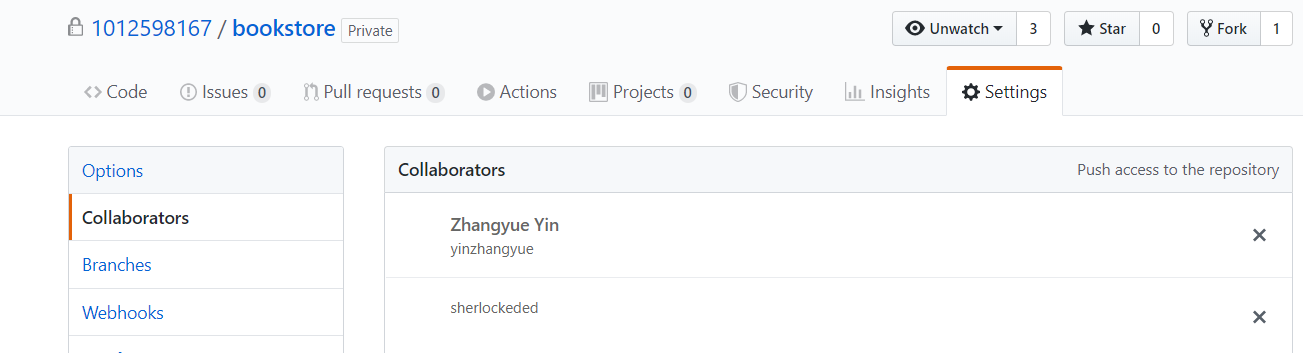 1012598167 / bookstore Private Unwatch 3 Star 0 Fork 1
Code Issues 0 Pull requests 0 Actions Projects 0 Security Insights Settings
Options
Collaborators
Branches
Webhooks
Collaborators Push access to the repository
Zhangyue Yin
yinzhangyue
sherlockeded